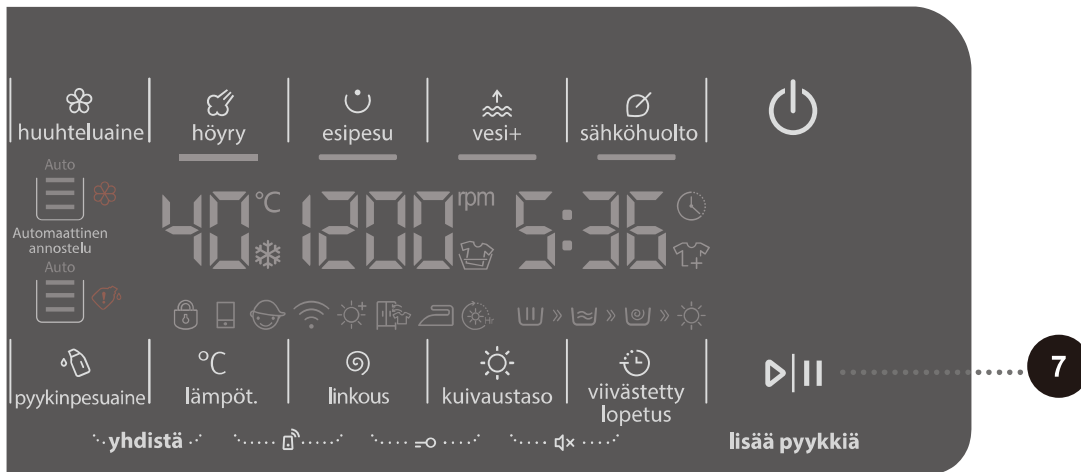 huuhteluaine höyry esipesu vesi+ sähköhuolto
Auto
40 °C 1200 rpm 5:36
Automaattinen
annostelu
Auto
Hr
pyykinpesuaine °C lämpöt. linkous kuivaustaso viivästetty
lopetus
7
yhdistä lisää pyykkiä